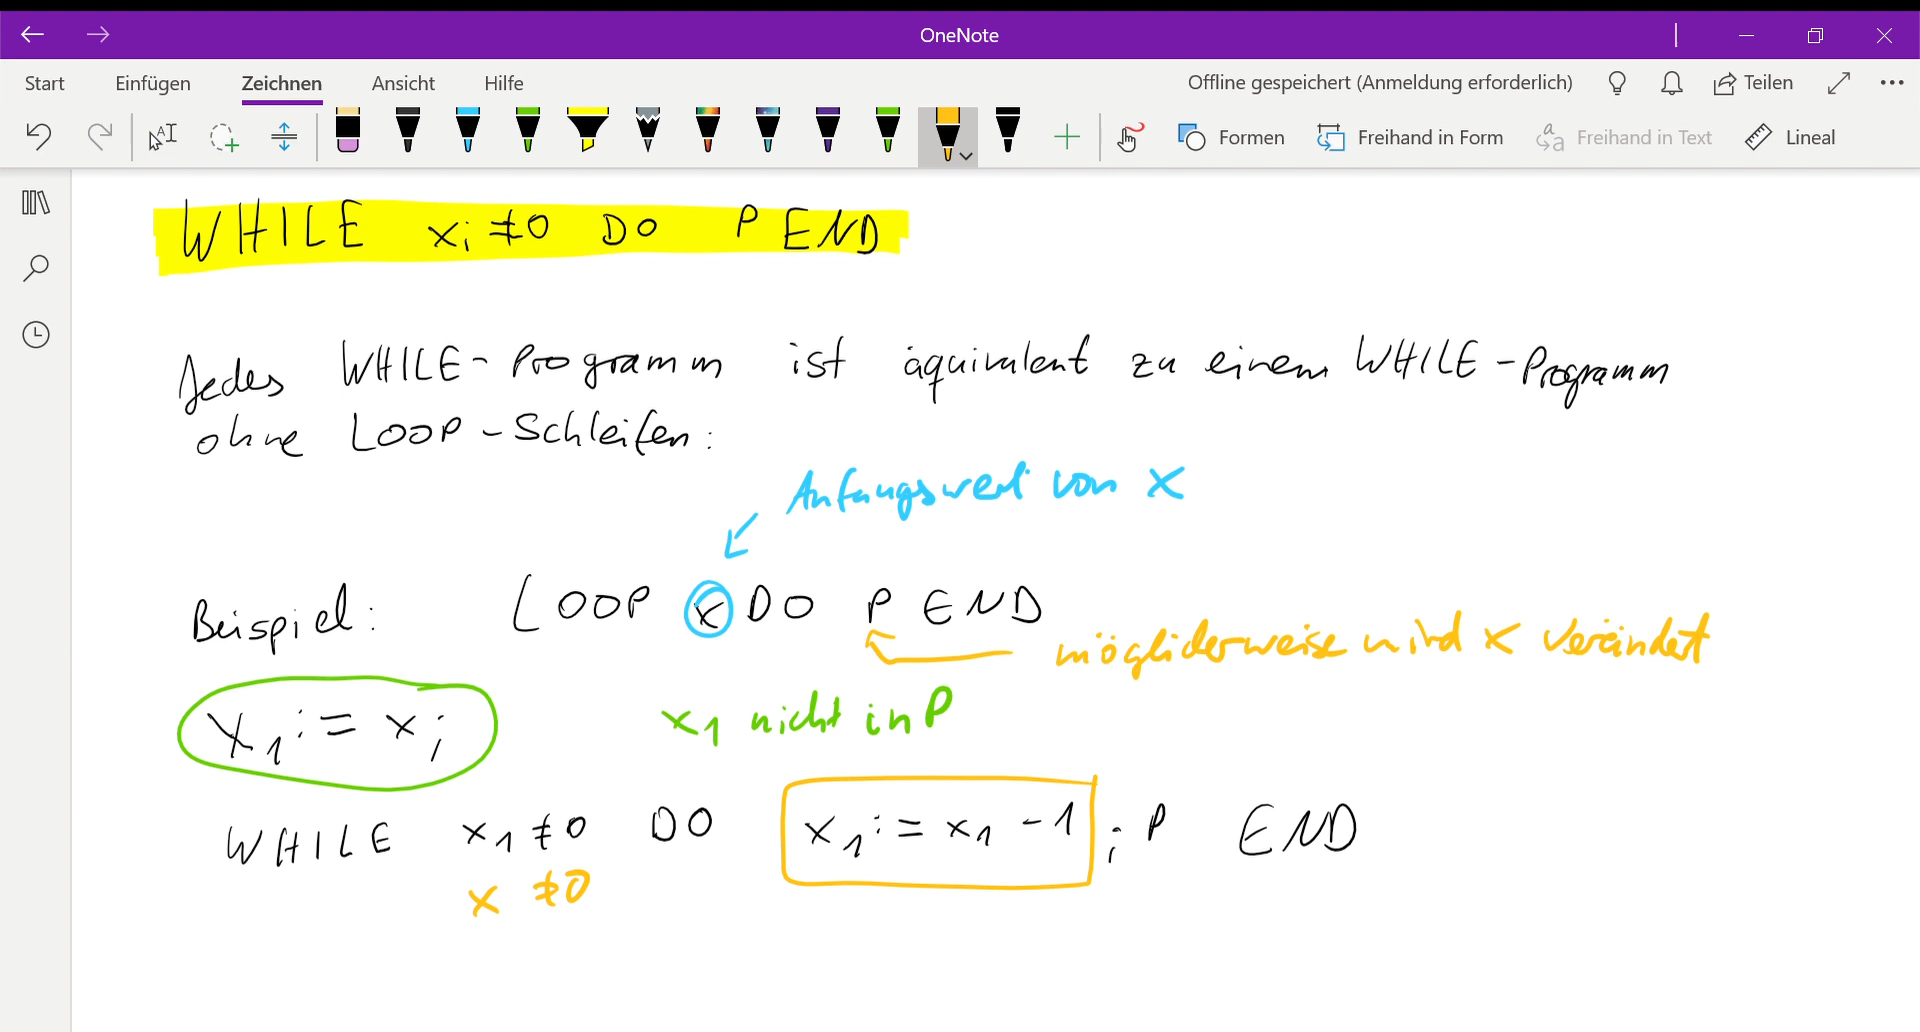 OneNote
Start Einfügen Zeichnen Ansicht Hilfe Offline gespeichert (Anmeldung erforderlich) Teilen
Formen Freihand in Form Freihand in Text Lineal
WHILE xi ≠ 0 DO P END
Jedes WHILE-Programm ist äquivalent zu einem WHILE-Programm
ohne LOOP-Schleifen:
Anfangswert von x
Beispiel: LOOP x DO P END
möglicherweise wird x verändert
x₁ := x; x₁ nicht in P
WHILE x₁ ≠ 0 DO x₁ := x₁ - 1 ; P END
x ≠ 0